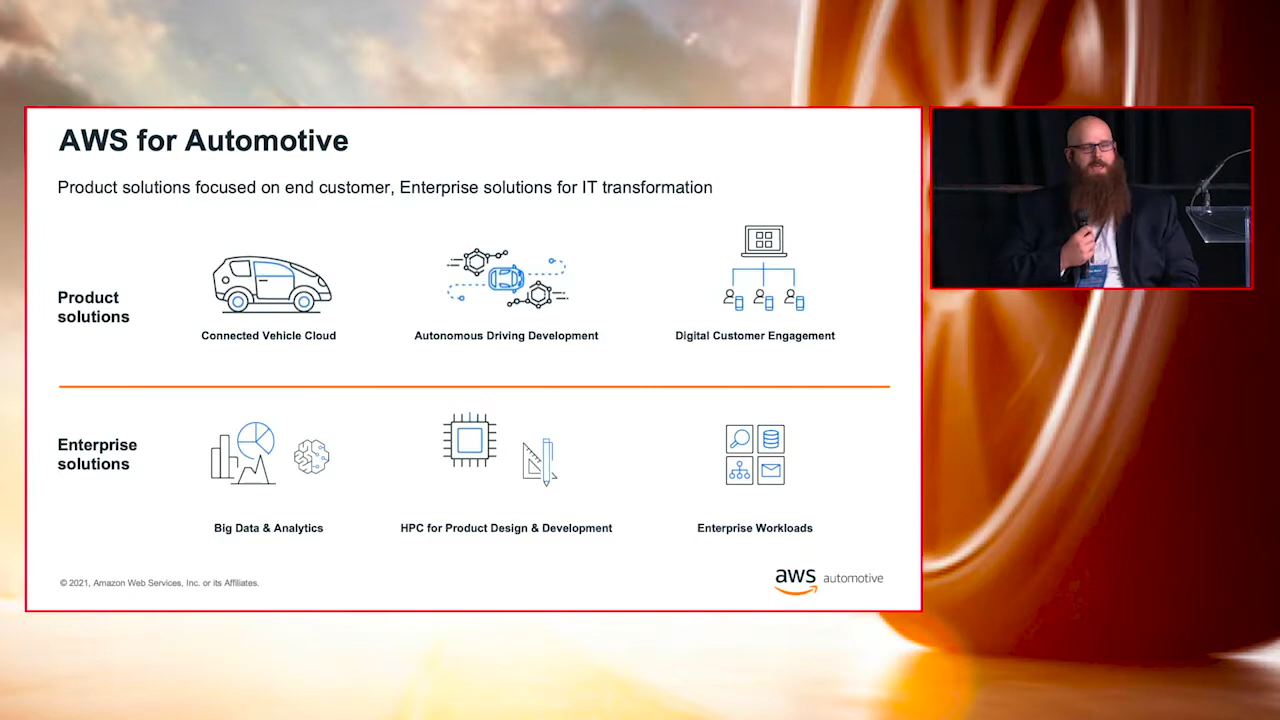 AWS for Automotive
Product solutions focused on end customer, Enterprise solutions for IT transformation
Product
solutions
Connected Vehicle Cloud
Autonomous Driving Development
Digital Customer Engagement
Enterprise
solutions
Big Data & Analytics
HPC for Product Design & Development
Enterprise Workloads
© 2021, Amazon Web Services, Inc. or its Affiliates.
aws automotive